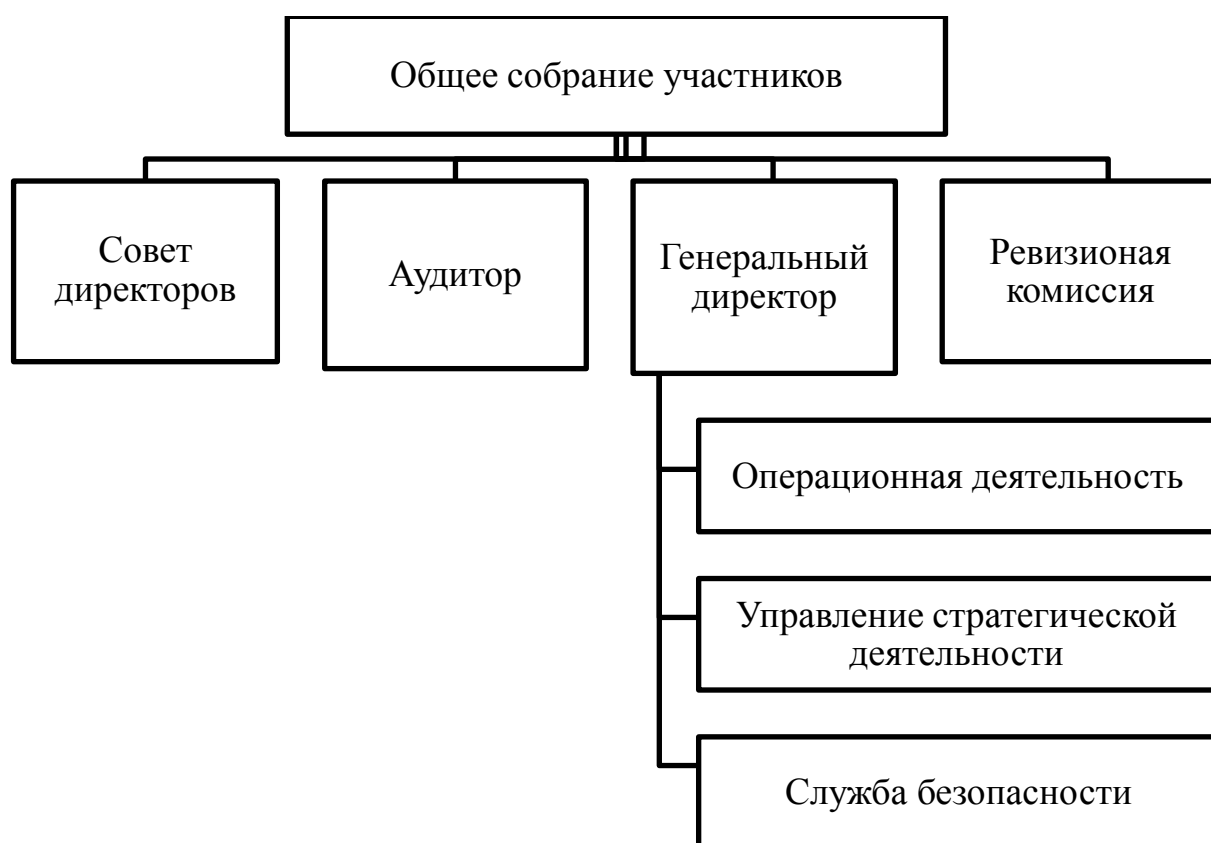 Общее собрание участников
Совет
директоров
Аудитор
Генеральный
директор
Ревизионая
комиссия
Операционная деятельность
Управление стратегической
деятельности
Служба безопасности